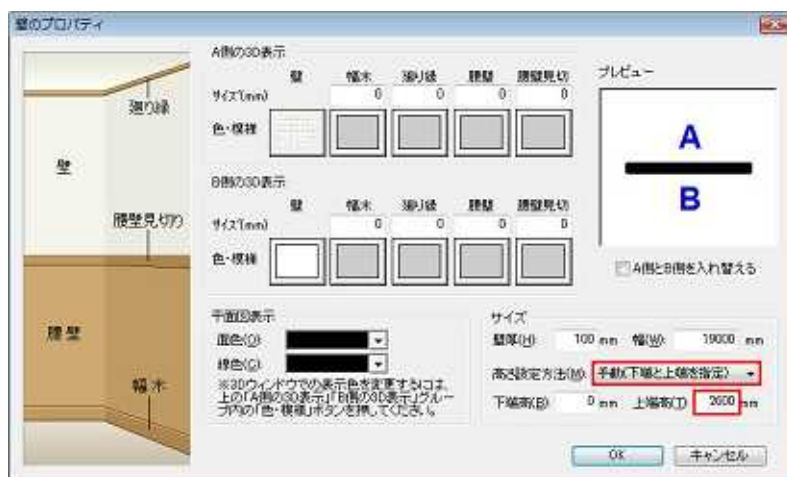 壁のプロパティ
廻り縁
壁
腰壁見切り
腰壁
幅木
A側の3D表示
壁 幅木 廻り縁 腰壁 腰壁見切
サイズ(mm) 0 0 0 0
色・模様
B側の3D表示
壁 幅木 廻り縁 腰壁 腰壁見切
サイズ(mm) 0 0 0 0
色・模様
プレビュー
A
B
A側とB側を入れ替える
平面図表示
面色(O)
線色(C)
※3Dウィンドウでの表示色を変更するには、
上の「A側の3D表示」「B側の3D表示」グルー
プ内の「色・模様」ボタンを押してください。
サイズ
壁厚(H) 100 mm 幅(W) 19000 mm
高さ設定方法(M) 手動(下端と上端を指定)
下端高(B) 0 mm 上端高(T) 2600 mm
OK キャンセル